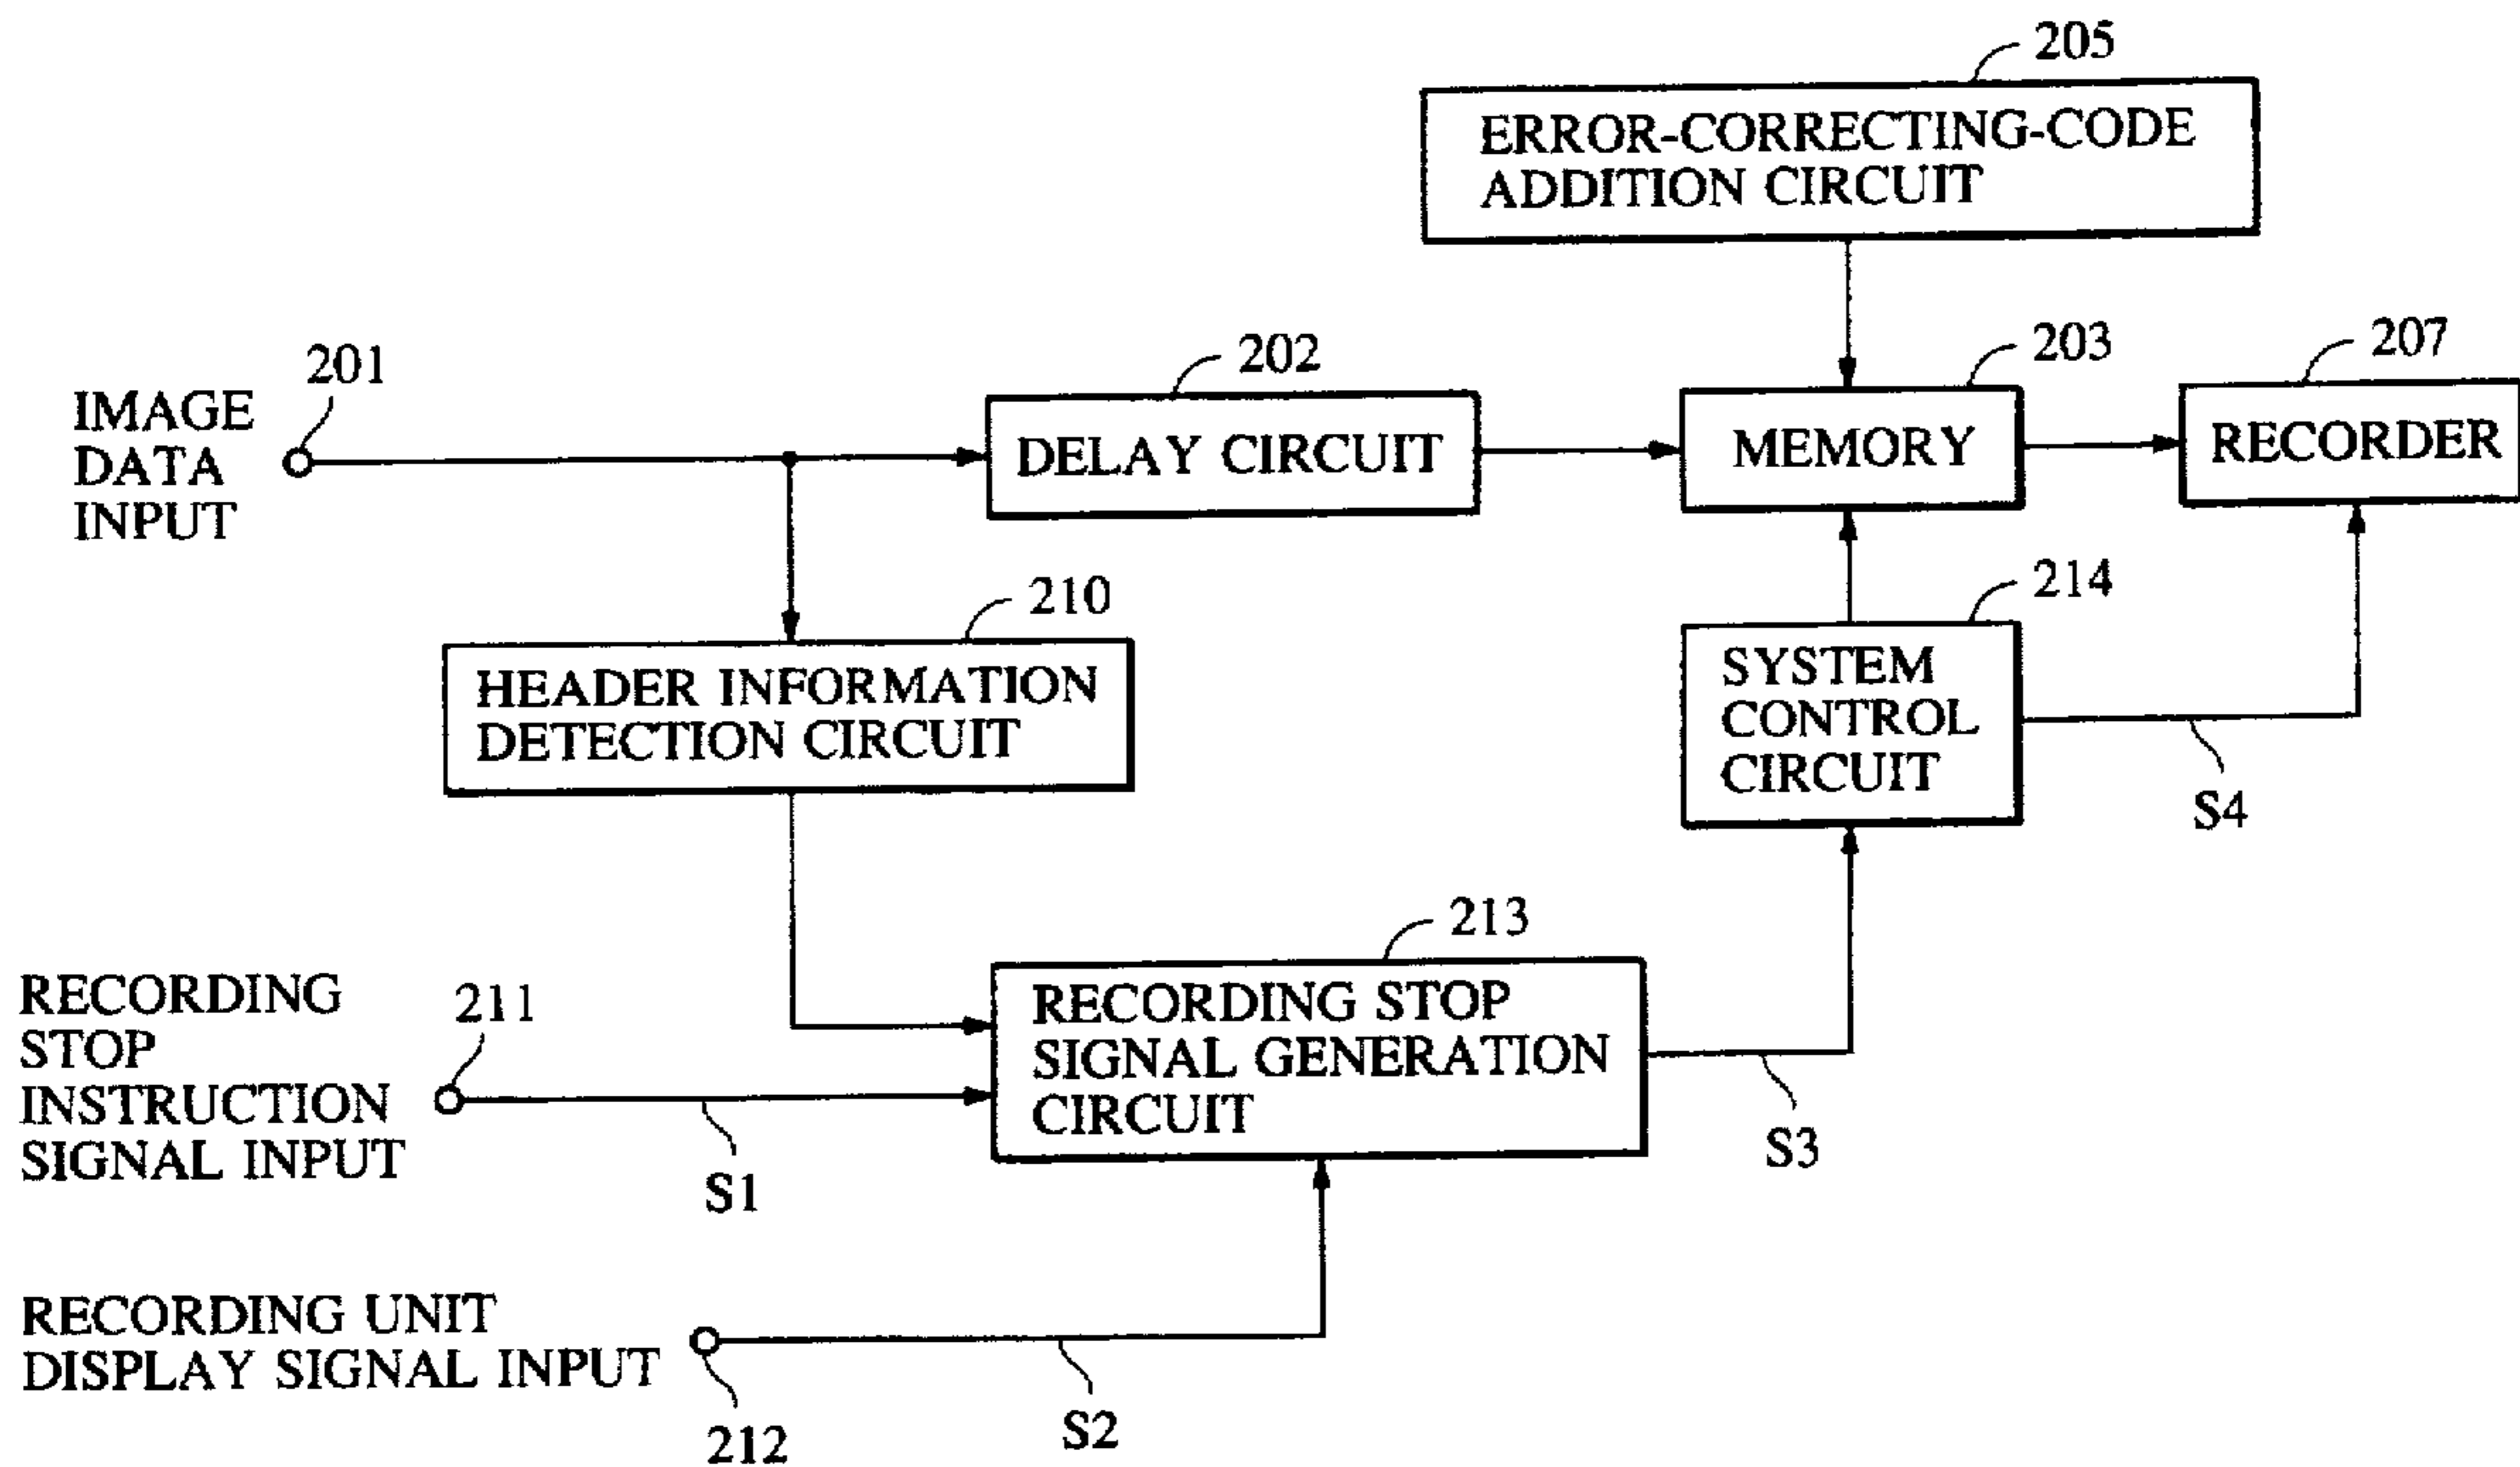 205
ERROR-CORRECTING-CODE
ADDITION CIRCUIT
201
202
203
207
IMAGE
DATA
INPUT
DELAY CIRCUIT
MEMORY
RECORDER
210
214
HEADER INFORMATION
DETECTION CIRCUIT
SYSTEM
CONTROL
CIRCUIT
S4
213
RECORDING
STOP
INSTRUCTION
SIGNAL INPUT
211
S1
RECORDING STOP
SIGNAL GENERATION
CIRCUIT
S3
RECORDING UNIT
DISPLAY SIGNAL INPUT
212
S2